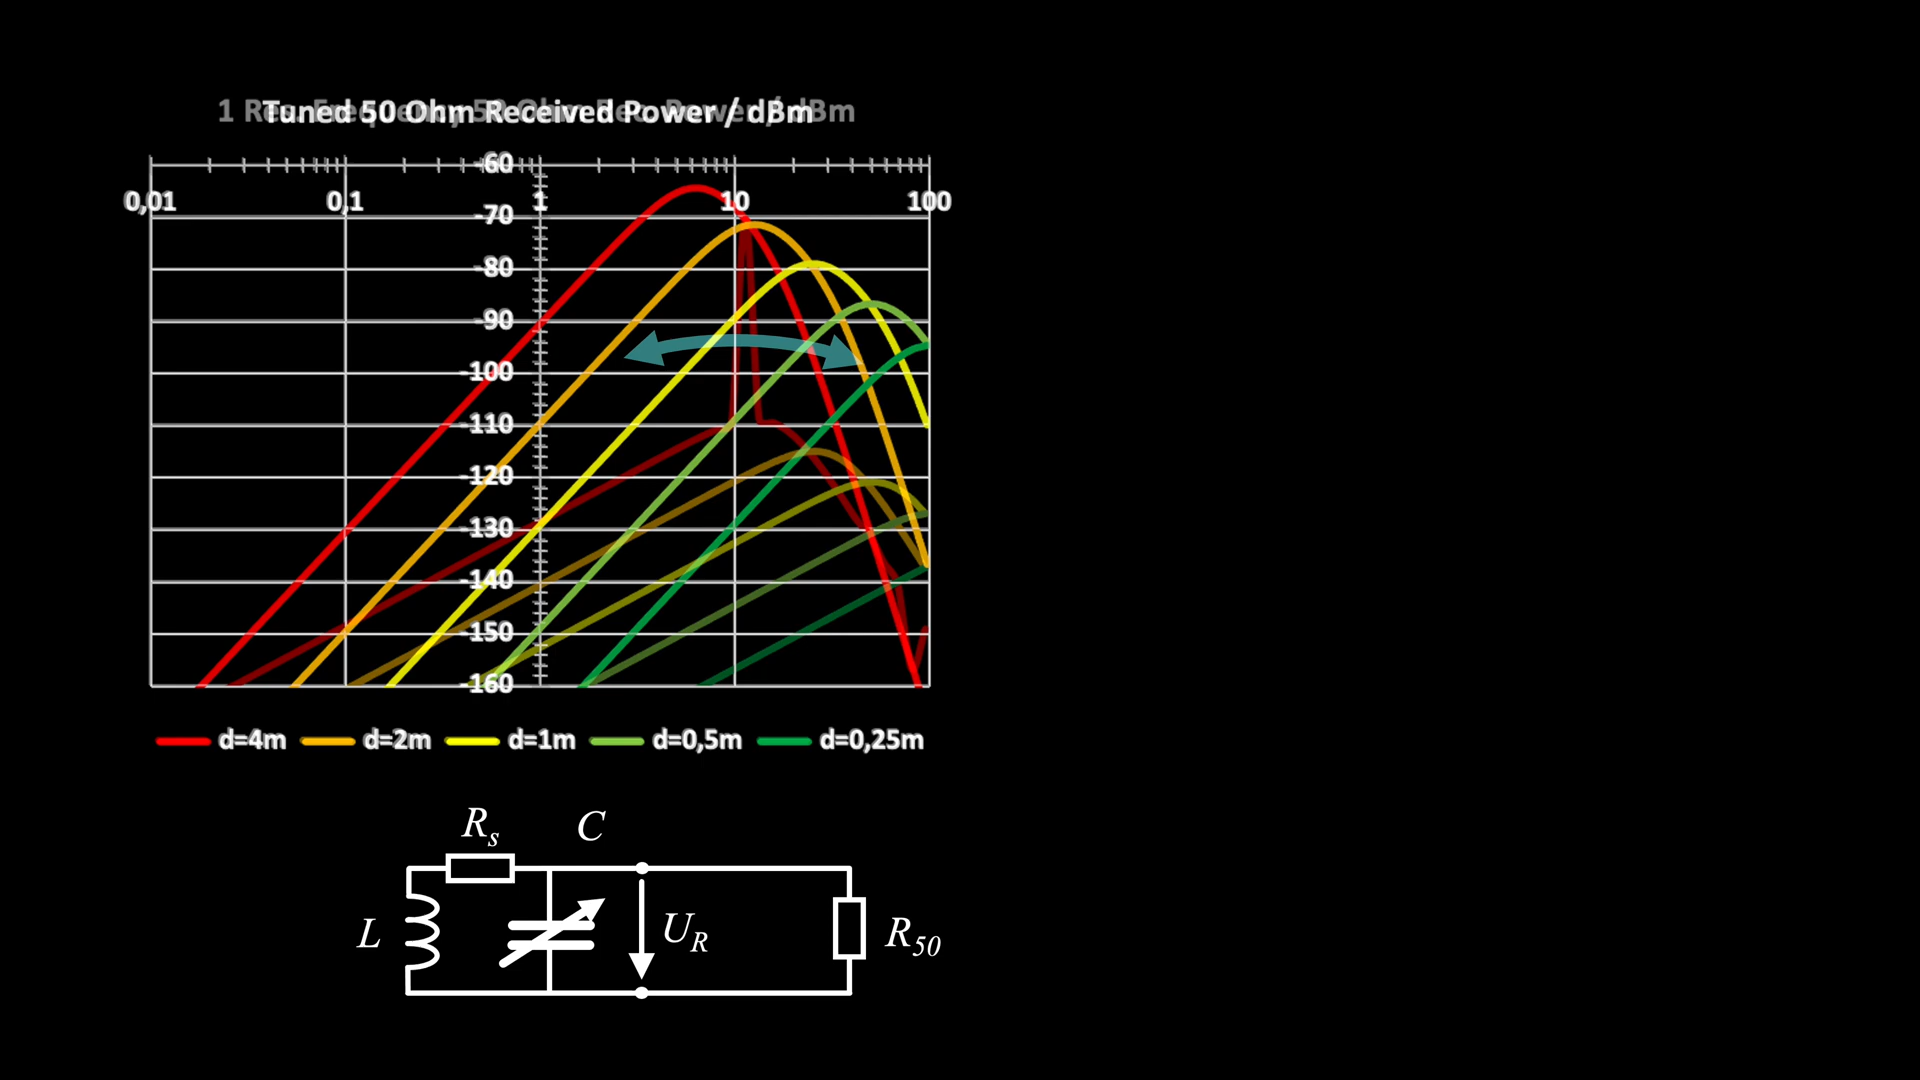 Tuned 50 Ohm Received Power / dBm
-60
0,01 0,1 1 10 100
-70
-80
-90
-100
-110
-120
-130
-140
-150
-160
d=4m d=2m d=1m d=0,5m d=0,25m
Rs C
L UR R50